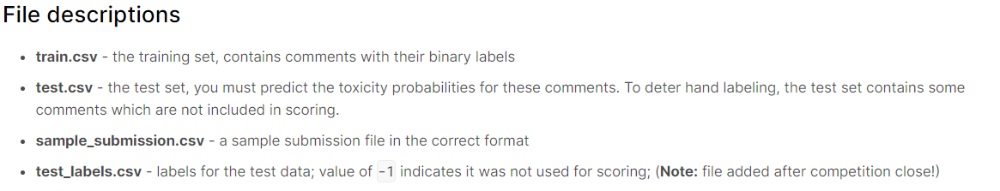 File descriptions
• train.csv - the training set, contains comments with their binary labels
• test.csv - the test set, you must predict the toxicity probabilities for these comments. To deter hand labeling, the test set contains some
comments which are not included in scoring.
• sample_submission.csv - a sample submission file in the correct format
• test_labels.csv - labels for the test data; value of -1 indicates it was not used for scoring; (Note: file added after competition close!)